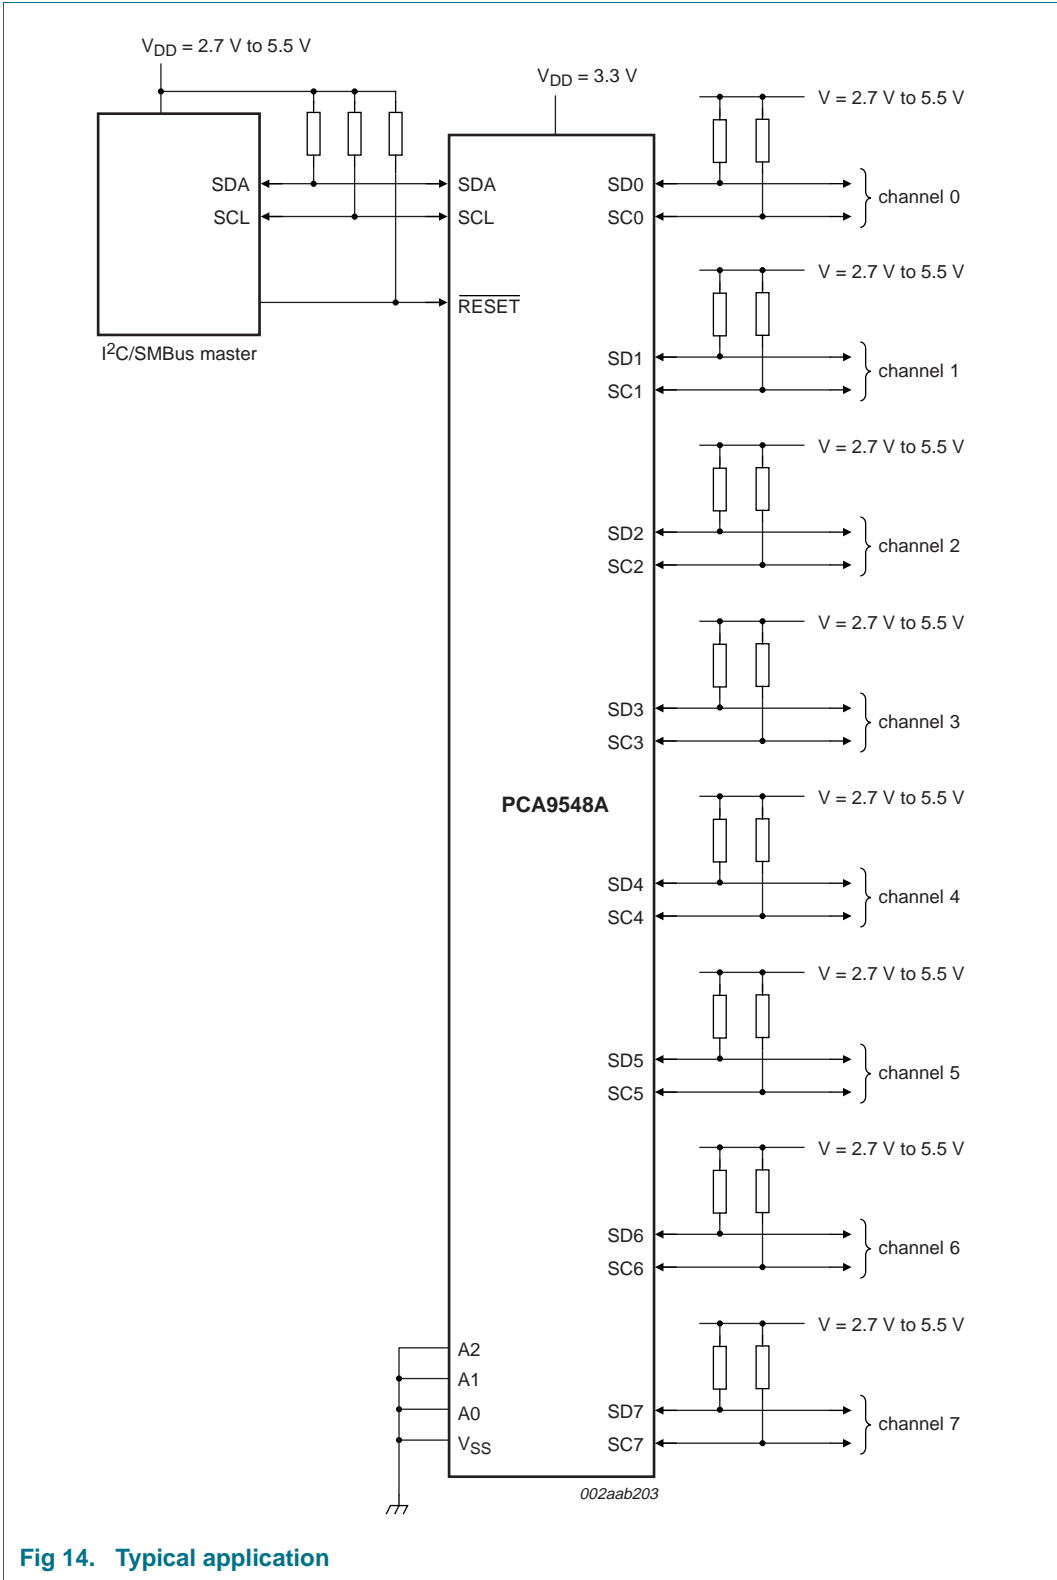 V_DD = 2.7 V to 5.5 V
V_DD = 3.3 V
V = 2.7 V to 5.5 V
SDA
SCL
SDA
SCL
RESET
I²C/SMBus master
SD0
SC0
channel 0
V = 2.7 V to 5.5 V
SD1
SC1
channel 1
V = 2.7 V to 5.5 V
SD2
SC2
channel 2
V = 2.7 V to 5.5 V
SD3
SC3
channel 3
PCA9548A
V = 2.7 V to 5.5 V
SD4
SC4
channel 4
V = 2.7 V to 5.5 V
SD5
SC5
channel 5
V = 2.7 V to 5.5 V
SD6
SC6
channel 6
V = 2.7 V to 5.5 V
A2
A1
A0
V_SS
SD7
SC7
channel 7
002aab203
Fig 14. Typical application